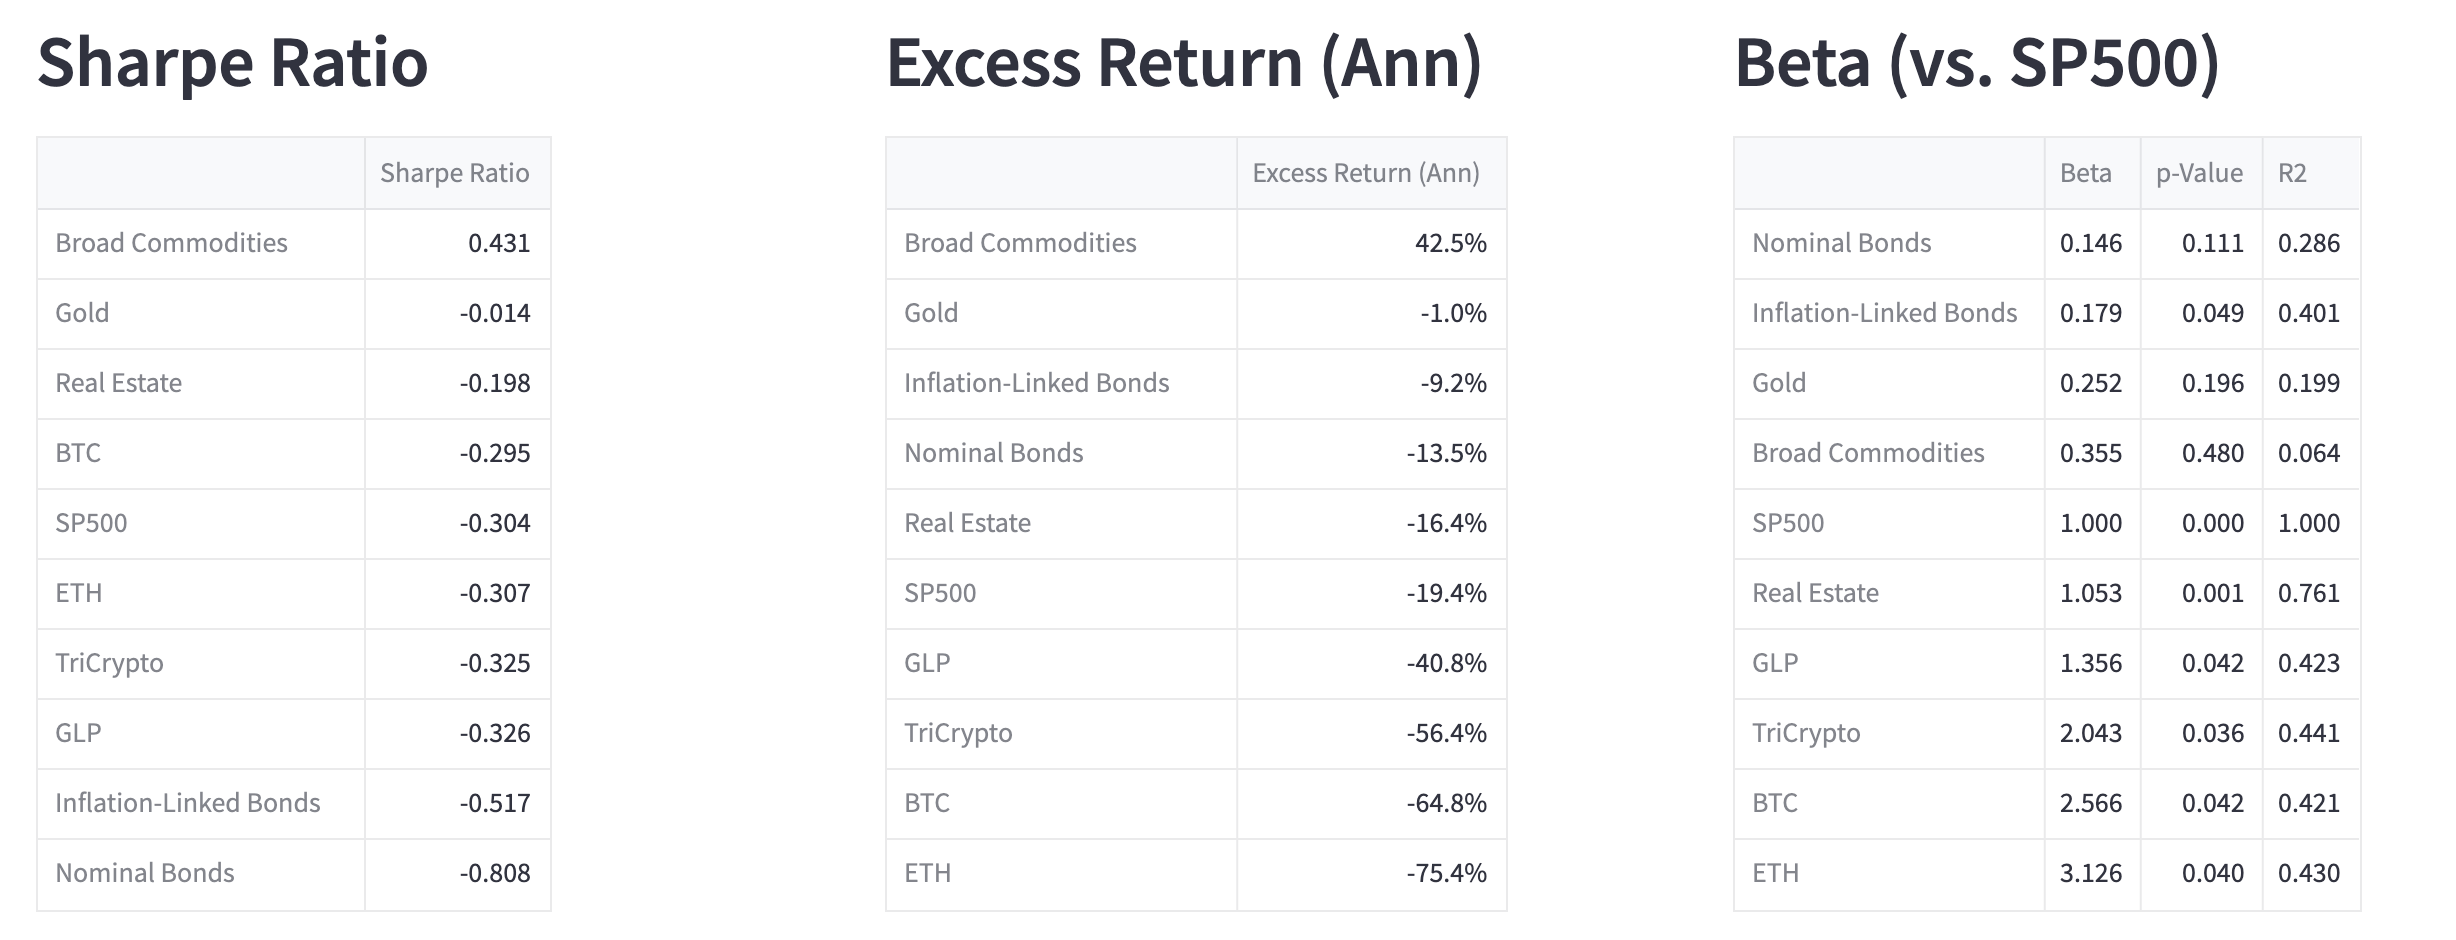 Sharpe Ratio
Sharpe Ratio
Broad Commodities 0.431
Gold -0.014
Real Estate -0.198
BTC -0.295
SP500 -0.304
ETH -0.307
TriCrypto -0.325
GLP -0.326
Inflation-Linked Bonds -0.517
Nominal Bonds -0.808
Excess Return (Ann)
Excess Return (Ann)
Broad Commodities 42.5%
Gold -1.0%
Inflation-Linked Bonds -9.2%
Nominal Bonds -13.5%
Real Estate -16.4%
SP500 -19.4%
GLP -40.8%
TriCrypto -56.4%
BTC -64.8%
ETH -75.4%
Beta (vs. SP500)
Beta p-Value R2
Nominal Bonds 0.146 0.111 0.286
Inflation-Linked Bonds 0.179 0.049 0.401
Gold 0.252 0.196 0.199
Broad Commodities 0.355 0.480 0.064
SP500 1.000 0.000 1.000
Real Estate 1.053 0.001 0.761
GLP 1.356 0.042 0.423
TriCrypto 2.043 0.036 0.441
BTC 2.566 0.042 0.421
ETH 3.126 0.040 0.430